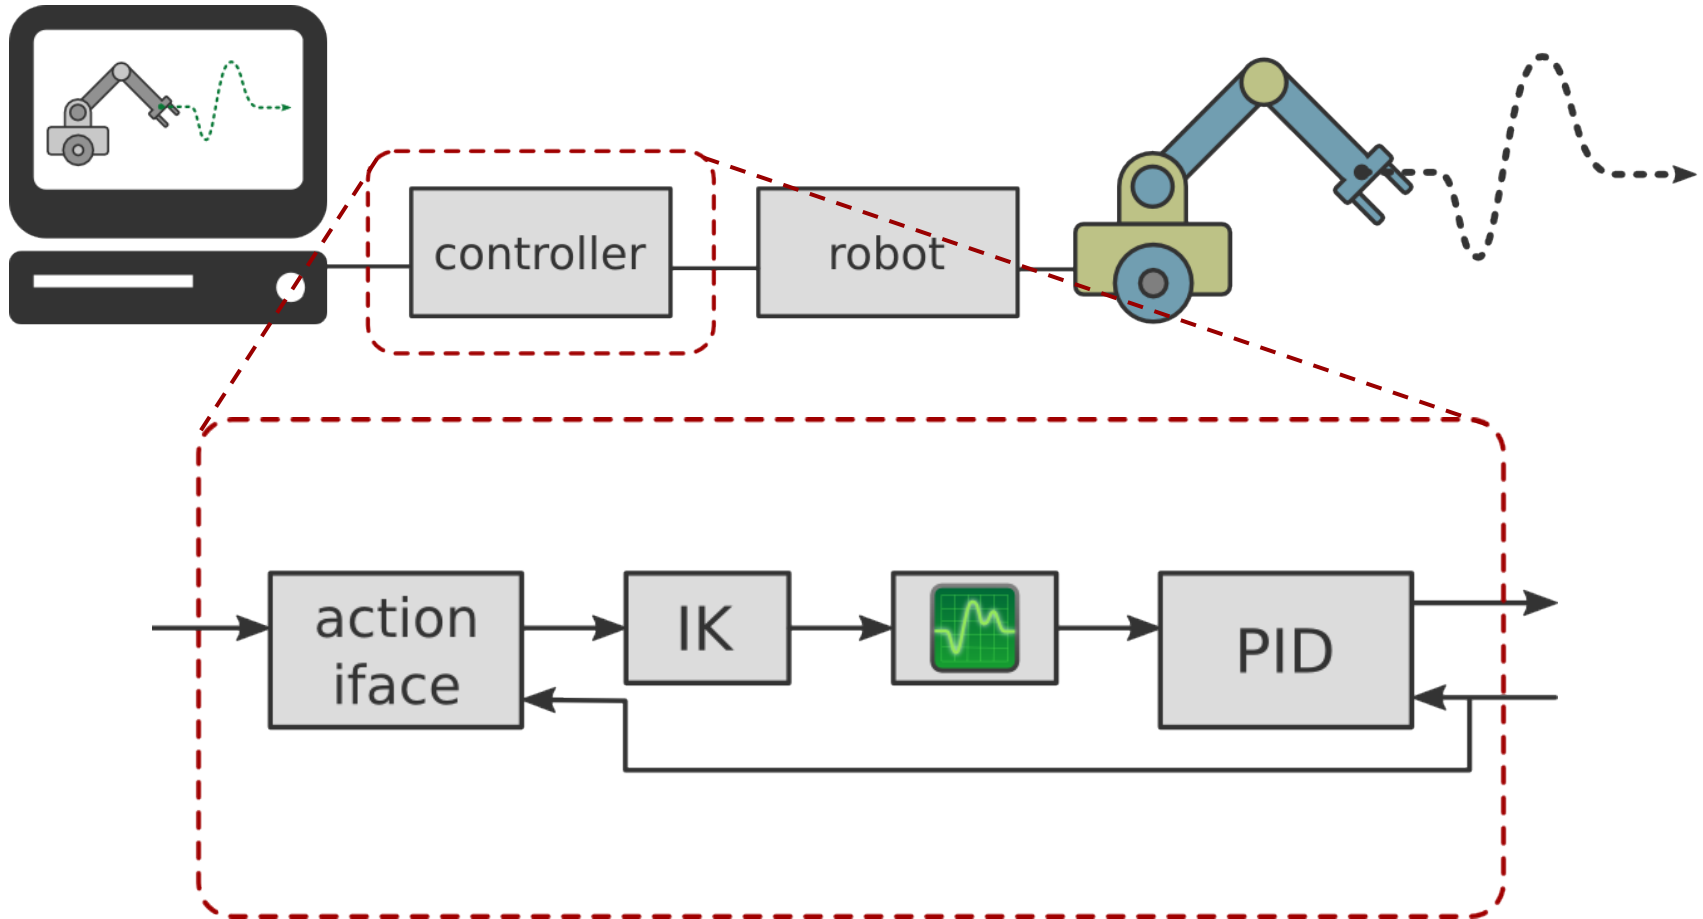 controller
robot
action
iface
IK
PID